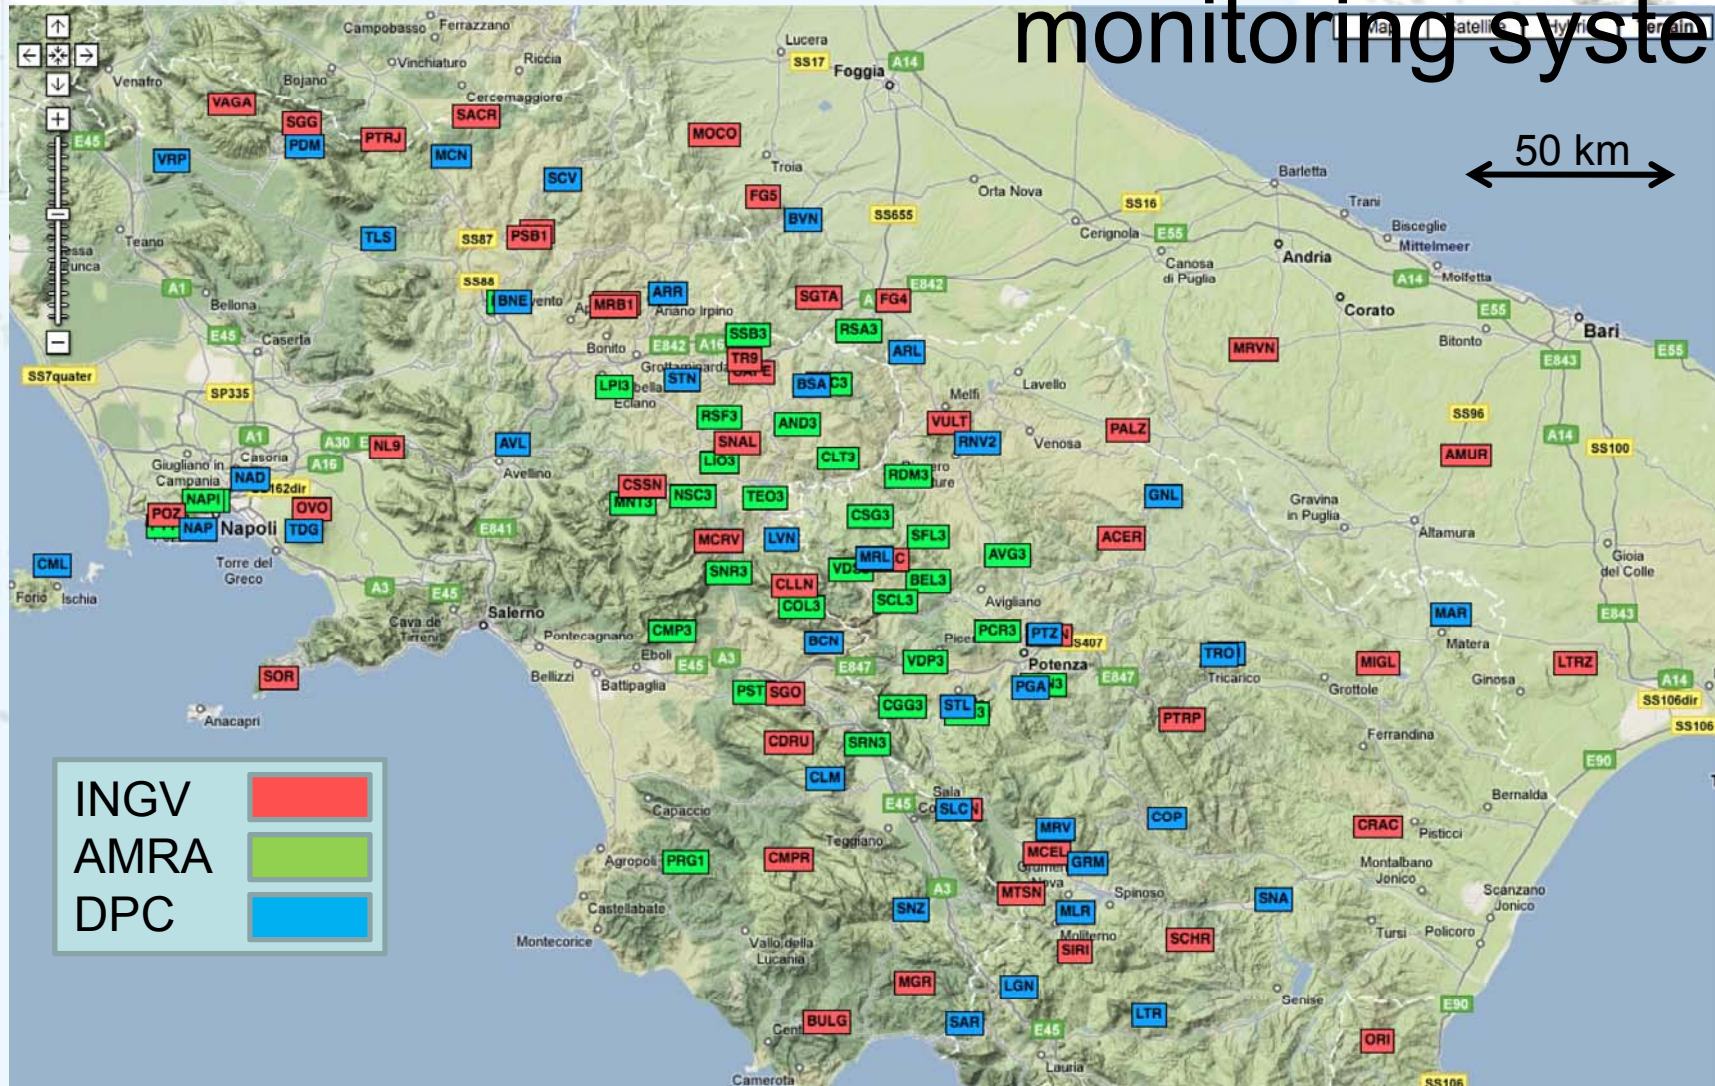 monitoring syste
Map
Satellite
Hybrid
Terrain
50 km
Campobasso
Ferrazzano
Lucera
SS17
Foggia
A14
Venafro
Bojano
Vinchiaturo
Riccia
Cercemaggiore
VAGA
SGG
SACR
PTRJ
MOCO
E45
VRP
PDM
MCN
SCV
Troia
Orta Nova
Barletta
FG5
BVN
SS655
SS16
Trani
Cerignola
E55
Bisceglie
Mittelmeer
Teano
TLS
SS87
PSB1
Andria
Canosa
di Puglia
A14
Molfetta
A1
Bellona
SS88
BNE
MRB1
ARR
Ariano Irpino
SGTA
FG4
E842
Corato
E55
Bari
E45
Caserta
Bonito
E842
A16
SSB3
RSA3
ARL
MRVN
Bitonto
E843
E55
TR9
SS7quater
SP335
LPI3
STN
BSA
C3
Eclano
Lavello
Melfi
SS96
RSF3
AND3
VULT
RNV2
PALZ
Venosa
A1
A30
NL9
AVL
SNAL
A14
SS100
AMUR
Casoria
A16
Giugliano in
Campania
Avellino
LIO3
CLT3
RDM3
NAD
CSSN
MNT3
NSC3
TEO3
GNL
Gravina
in Puglia
NAPI
POZ
OVO
CSG3
NAP
Napoli
TDG
E841
MCRV
LVN
SFL3
ACER
Altamura
CML
Torre del
Greco
MRL
C
AVG3
Gioia
del Colle
SNR3
BEL3
CLLN
Forio
Ischia
A3
E45
COL3
SCL3
Avigliano
MAR
E843
Salerno
Cava de'
Tirreni
Pontecagnano
CMP3
BCN
PCR3
PTZ
SS407
Matera
Eboli
E45
A3
E847
VDP3
Potenza
TRO1
MIGL
LTRZ
SOR
Bellizzi
Battipaglia
E847
Tricarico
Grottole
Ginosa
A14
PST
SGO
PGA
N3
SS106dir
Anacapri
CGG3
STL
3
PTRP
SS106
CDRU
SRN3
Ferrandina
E90
CLM
INGV
AMRA
DPC
Capaccio
Sala
E45
SLC
Bernalda
COP
Teggiano
MRV
CRAC
Pisticci
Agropoli
PRG1
CMPR
MCEL
GRM
Montalbano
Jonico
Nova
A3
MTSN
Spinoso
SNA
Scanzano
Jonico
Castellabate
SNZ
MLR
Moliterno
Tursi
Policoro
Montecorice
Vallo della
Lucania
SIRI
SCHR
MGR
LGN
Senise
E90
BULG
SAR
E45
LTR
ORI
Camerota
Lauria
SS106